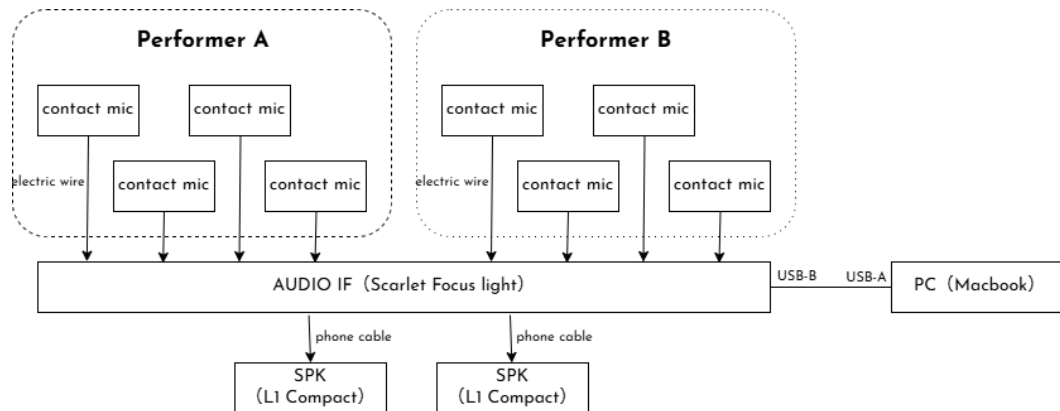 Performer A
Performer B
contact mic
contact mic
contact mic
contact mic
electric wire
contact mic
contact mic
electric wire
contact mic
contact mic
AUDIO IF（Scarlet Focus light）
USB-B
USB-A
PC（Macbook）
phone cable
phone cable
SPK
（L1 Compact）
SPK
（L1 Compact）